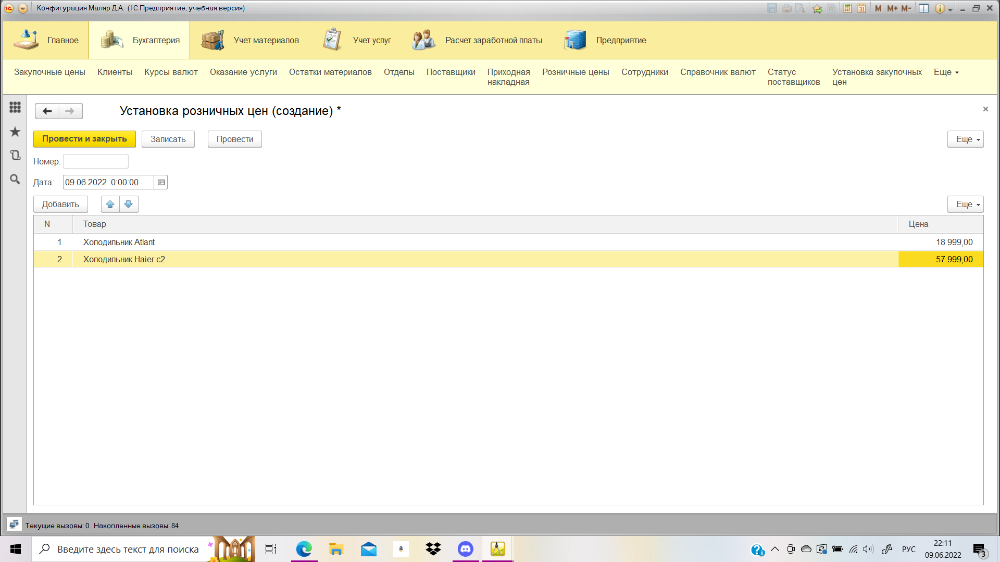 Конфигурация Маляр Д.А. (1С:Предприятие, учебная версия)
M M+ M-
Главное
Бухгалтерия
Учет материалов
Учет услуг
Расчет заработной платы
Предприятие
Закупочные цены
Клиенты
Курсы валют
Оказание услуги
Остатки материалов
Отделы
Поставщики
Приходная
накладная
Розничные цены
Сотрудники
Справочник валют
Статус
поставщиков
Установка закупочных
цен
Еще
Установка розничных цен (создание) *
Провести и закрыть
Записать
Провести
Еще
Номер:
Дата: 09.06.2022 0:00:00
Добавить
Еще
N Товар Цена
1 Холодильник Atlant 18 999,00
2 Холодильник Haier c2 57 999,00
Текущие вызовы: 0 Накопленные вызовы: 84
Введите здесь текст для поиска
a
РУС
22:11
09.06.2022
3